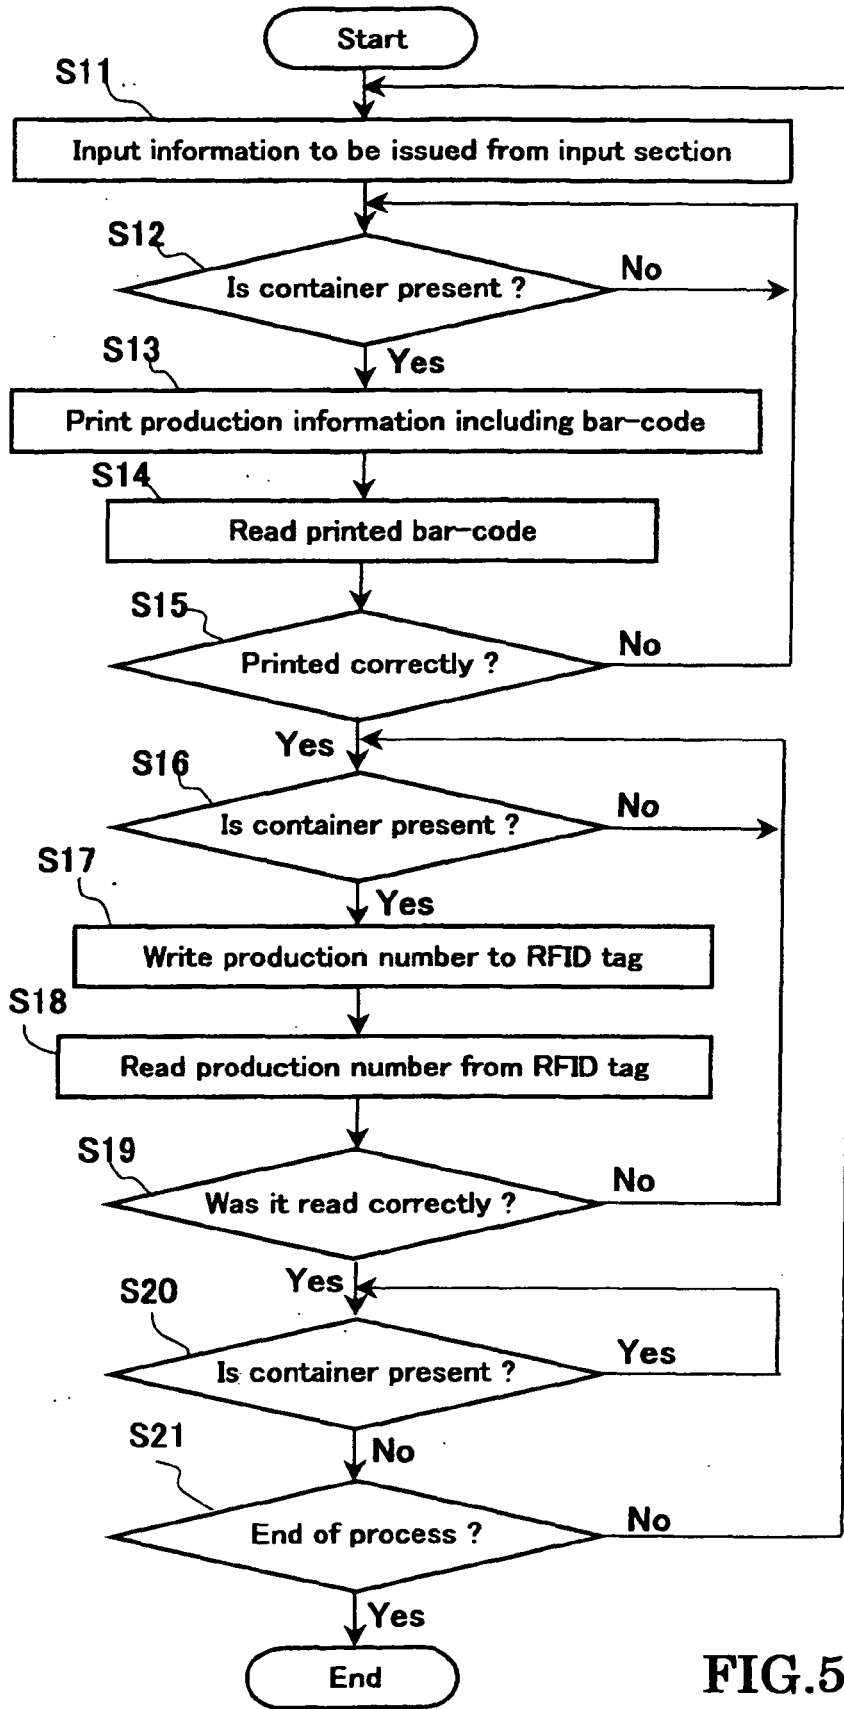 Start
S11
Input information to be issued from input section
S12
Is container present ?
No
Yes
S13
Print production information including bar-code
S14
Read printed bar-code
S15
Printed correctly ?
No
Yes
S16
Is container present ?
No
Yes
S17
Write production number to RFID tag
S18
Read production number from RFID tag
S19
Was it read correctly ?
No
Yes
S20
Is container present ?
Yes
No
S21
End of process ?
No
Yes
End
FIG.5